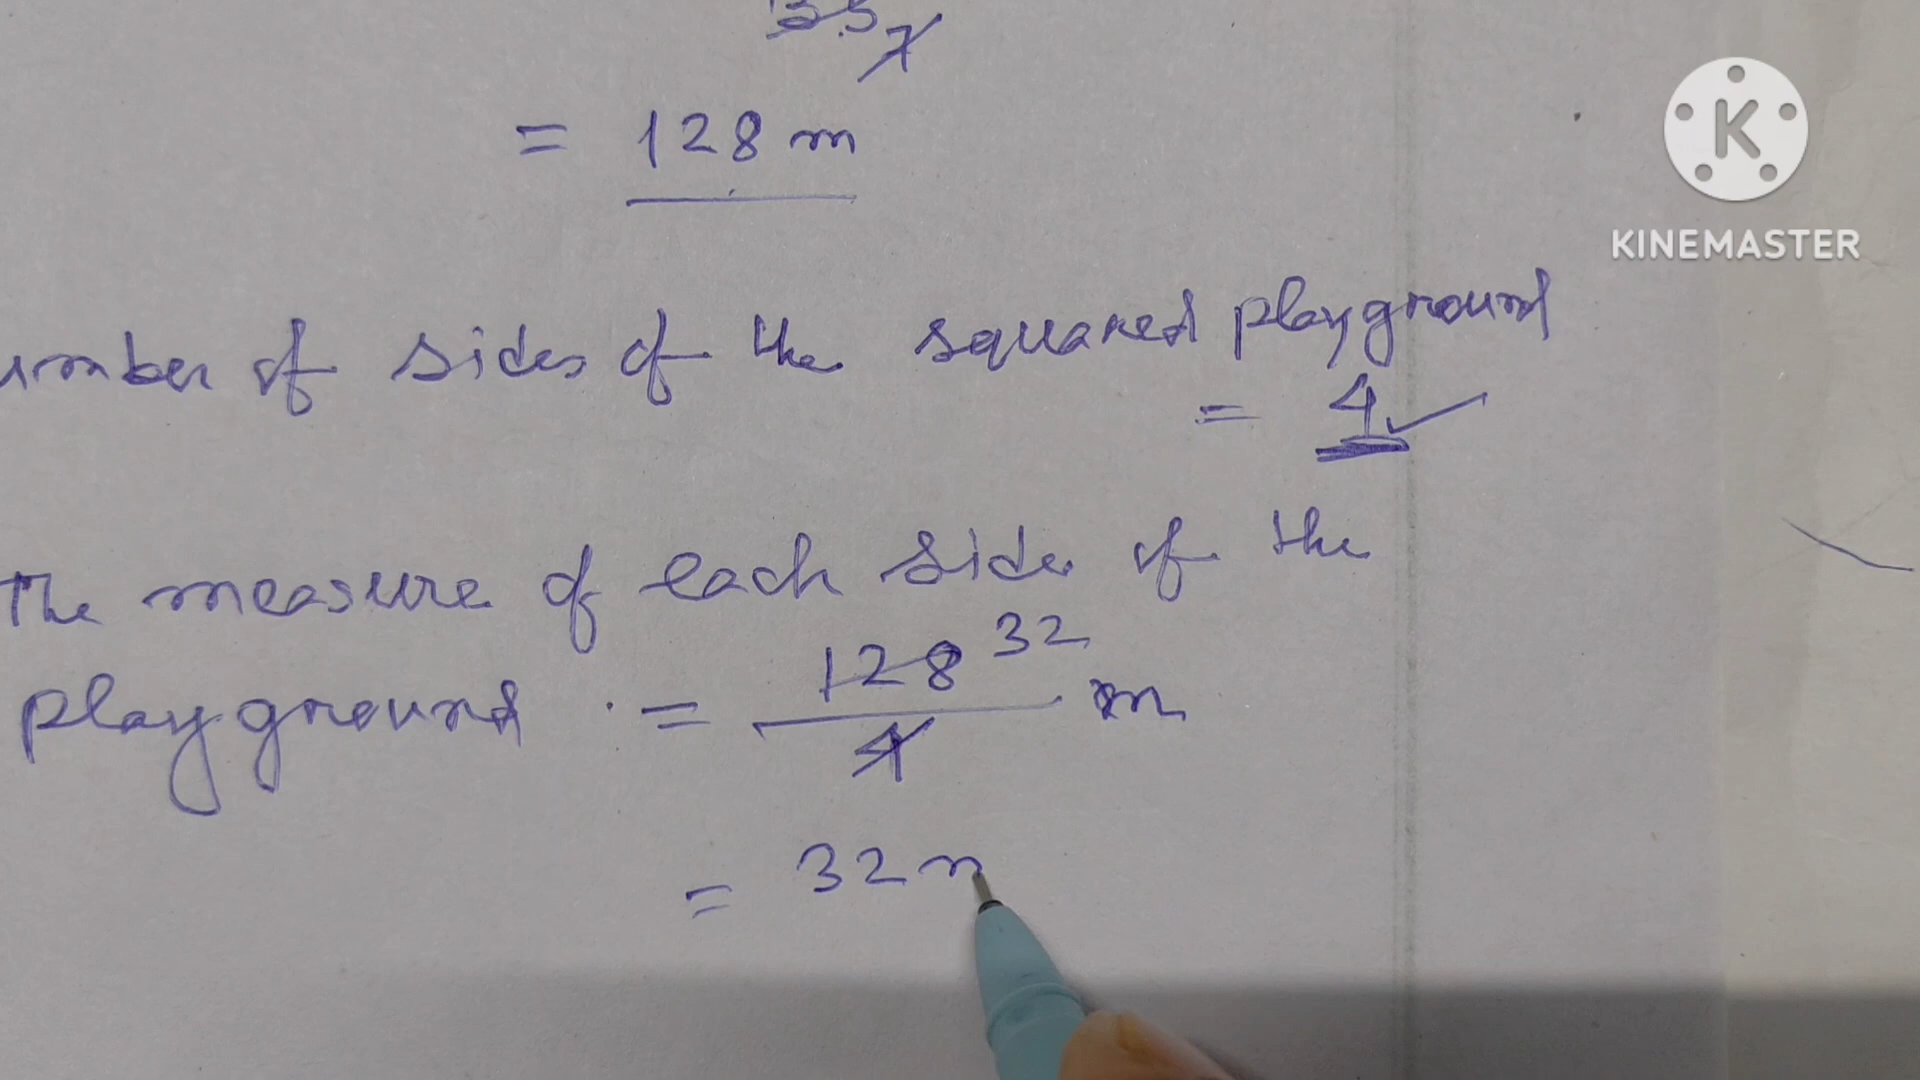 = 128 m
K
KINEMASTER
umber of sides of the squared playground
= 4
The measure of each side of the
playground = 128/4 m 32
= 32 m